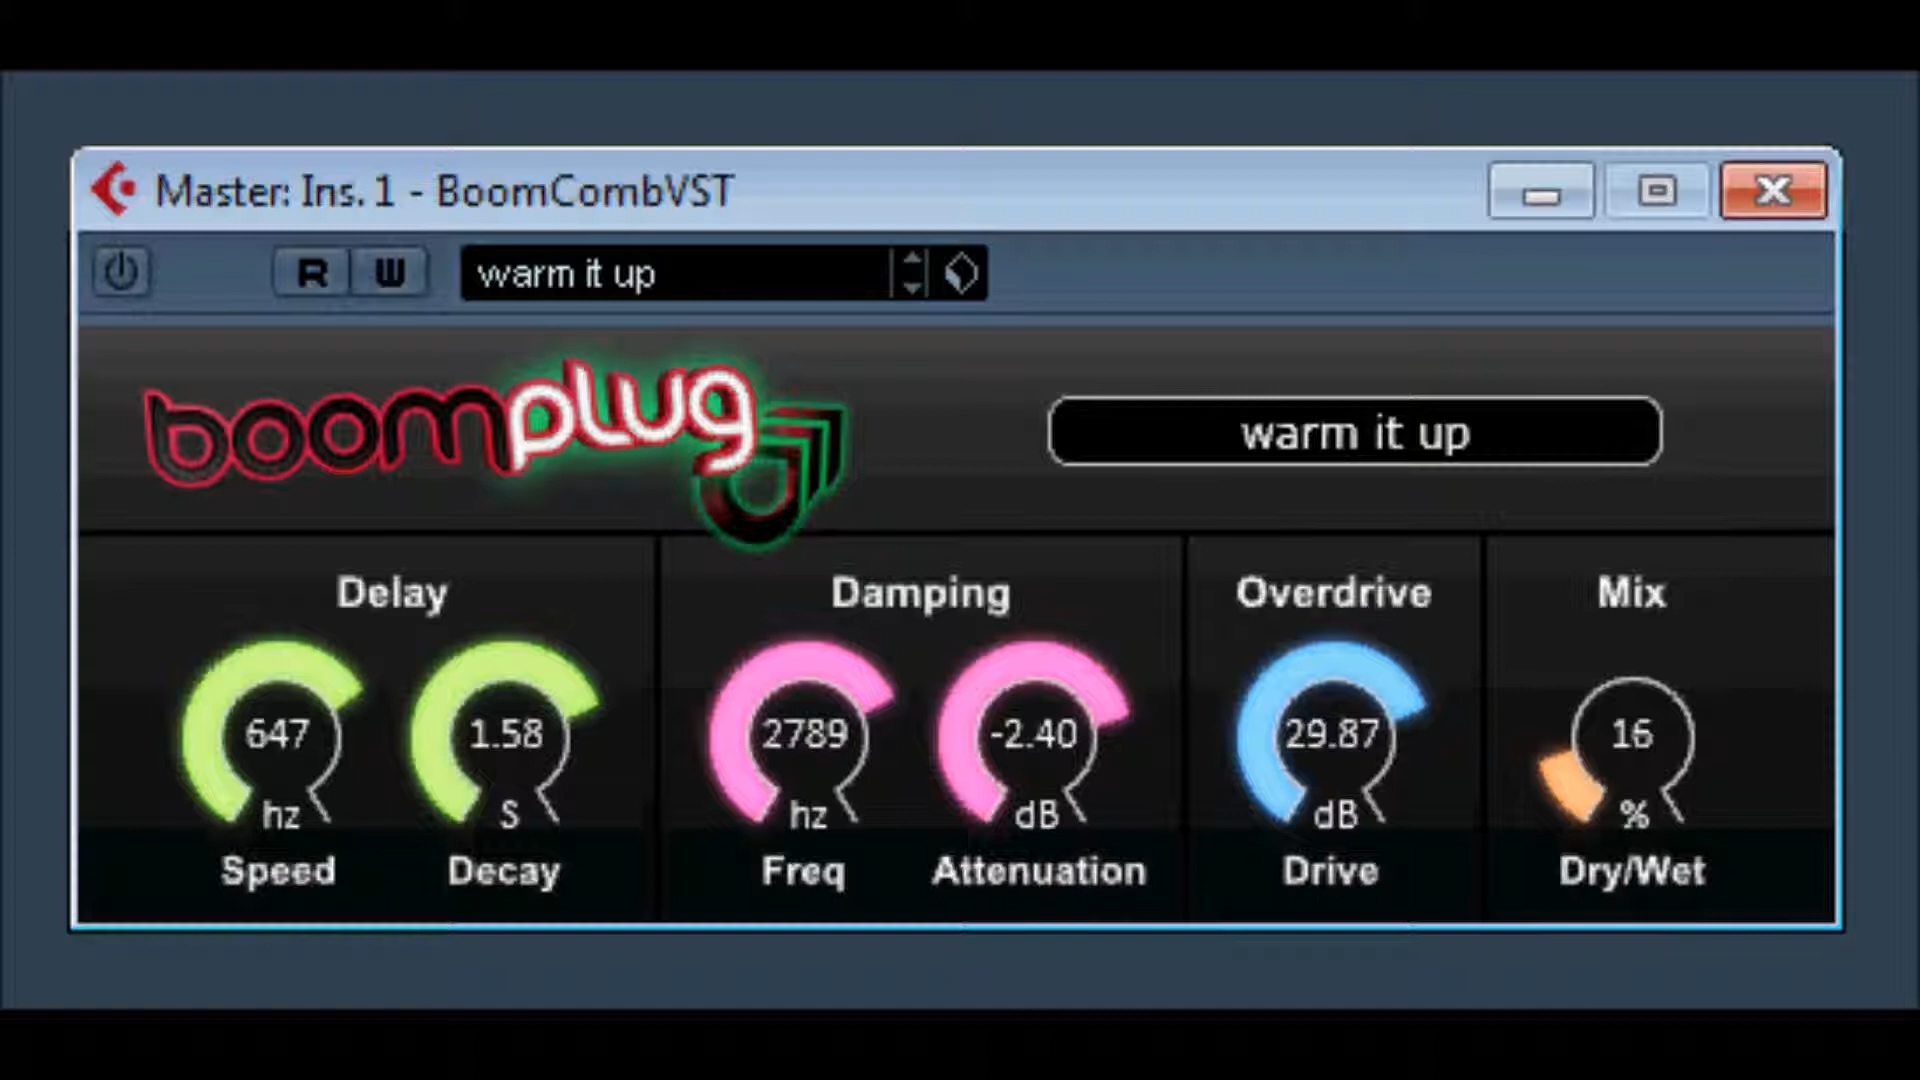 Master: Ins. 1 - BoomCombVST
R W warm it up
boomplug
warm it up
Delay Damping Overdrive Mix
647 1.58 2789 -2.40 29.87 16
hz S hz dB dB %
Speed Decay Freq Attenuation Drive Dry/Wet